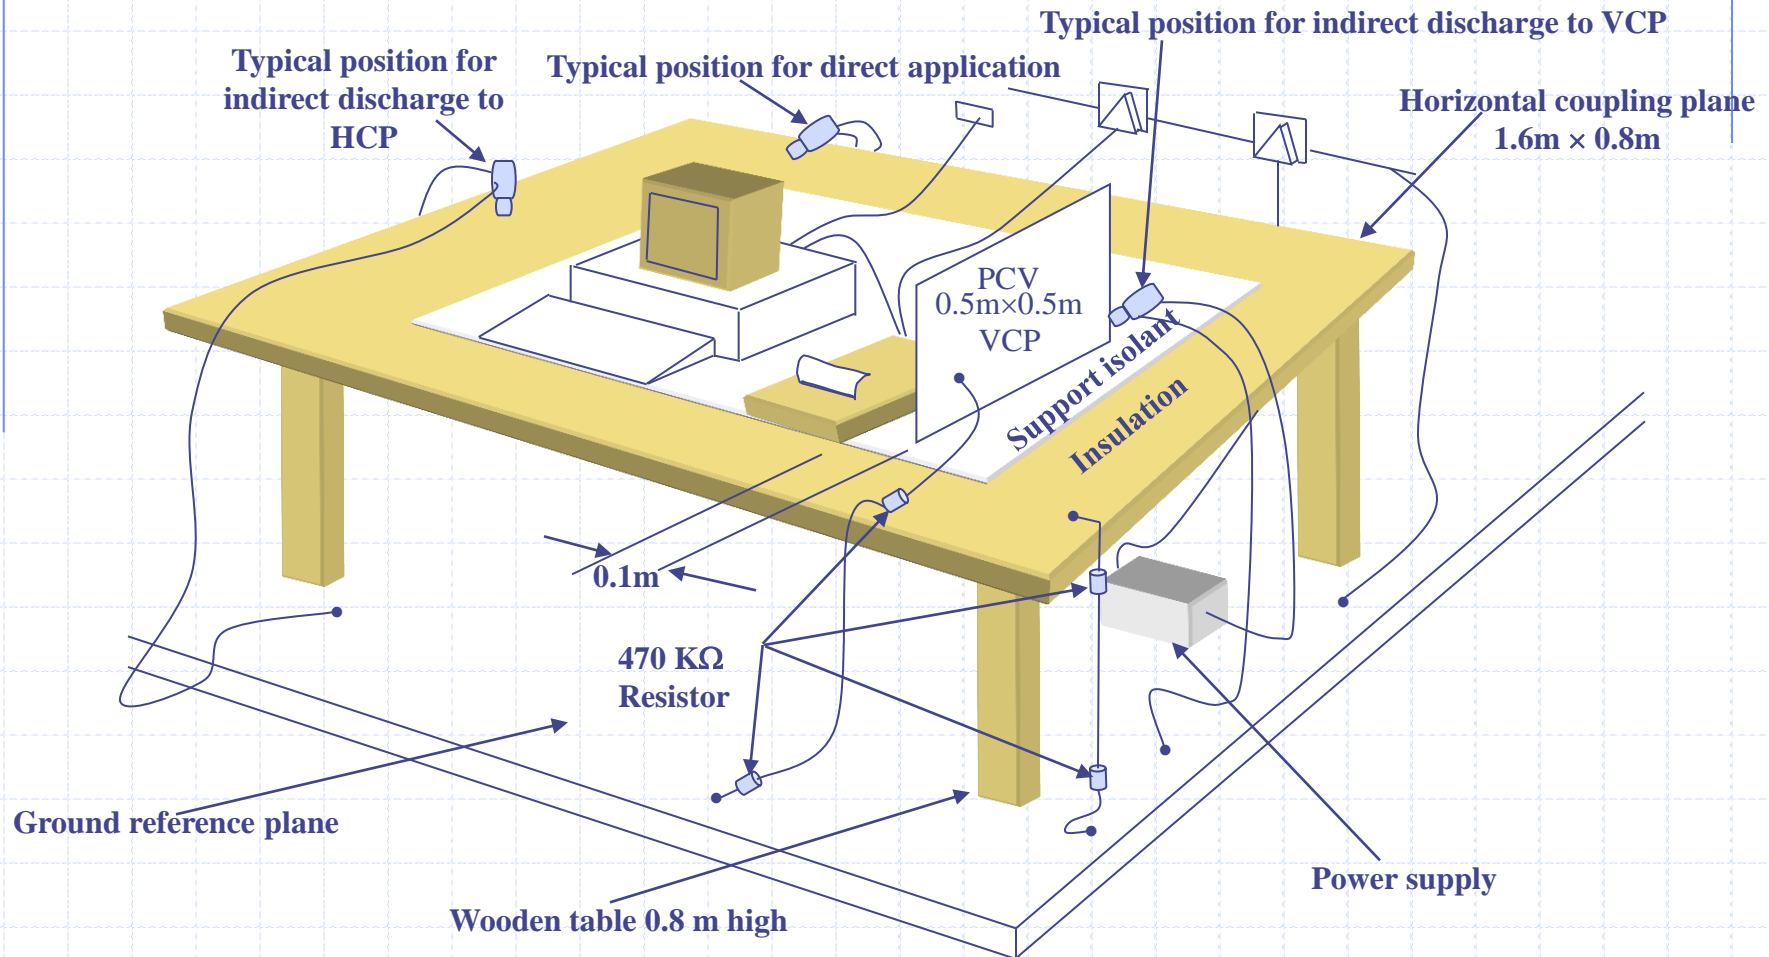 Typical position for indirect discharge to VCP
Typical position for
indirect discharge to
HCP
Typical position for direct application
Horizontal coupling plane
1.6m × 0.8m
PCV
0.5m×0.5m
VCP
Support isolant
Insulation
0.1m
470 KΩ
Resistor
Ground reference plane
Wooden table 0.8 m high
Power supply